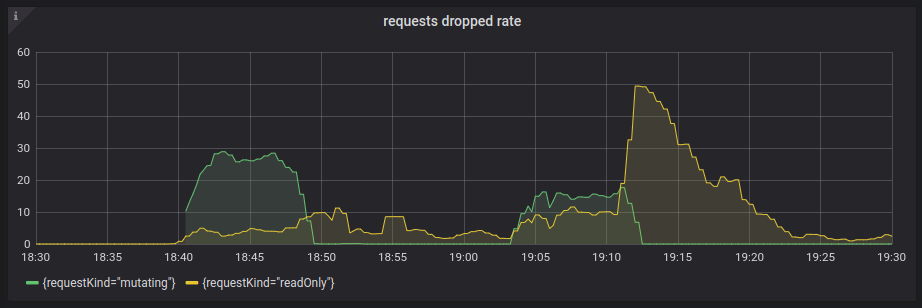 i
requests dropped rate
60
50
40
30
20
10
0
18:30 18:35 18:40 18:45 18:50 18:55 19:00 19:05 19:10 19:15 19:20 19:25 19:30
{requestKind="mutating"} {requestKind="readOnly"}